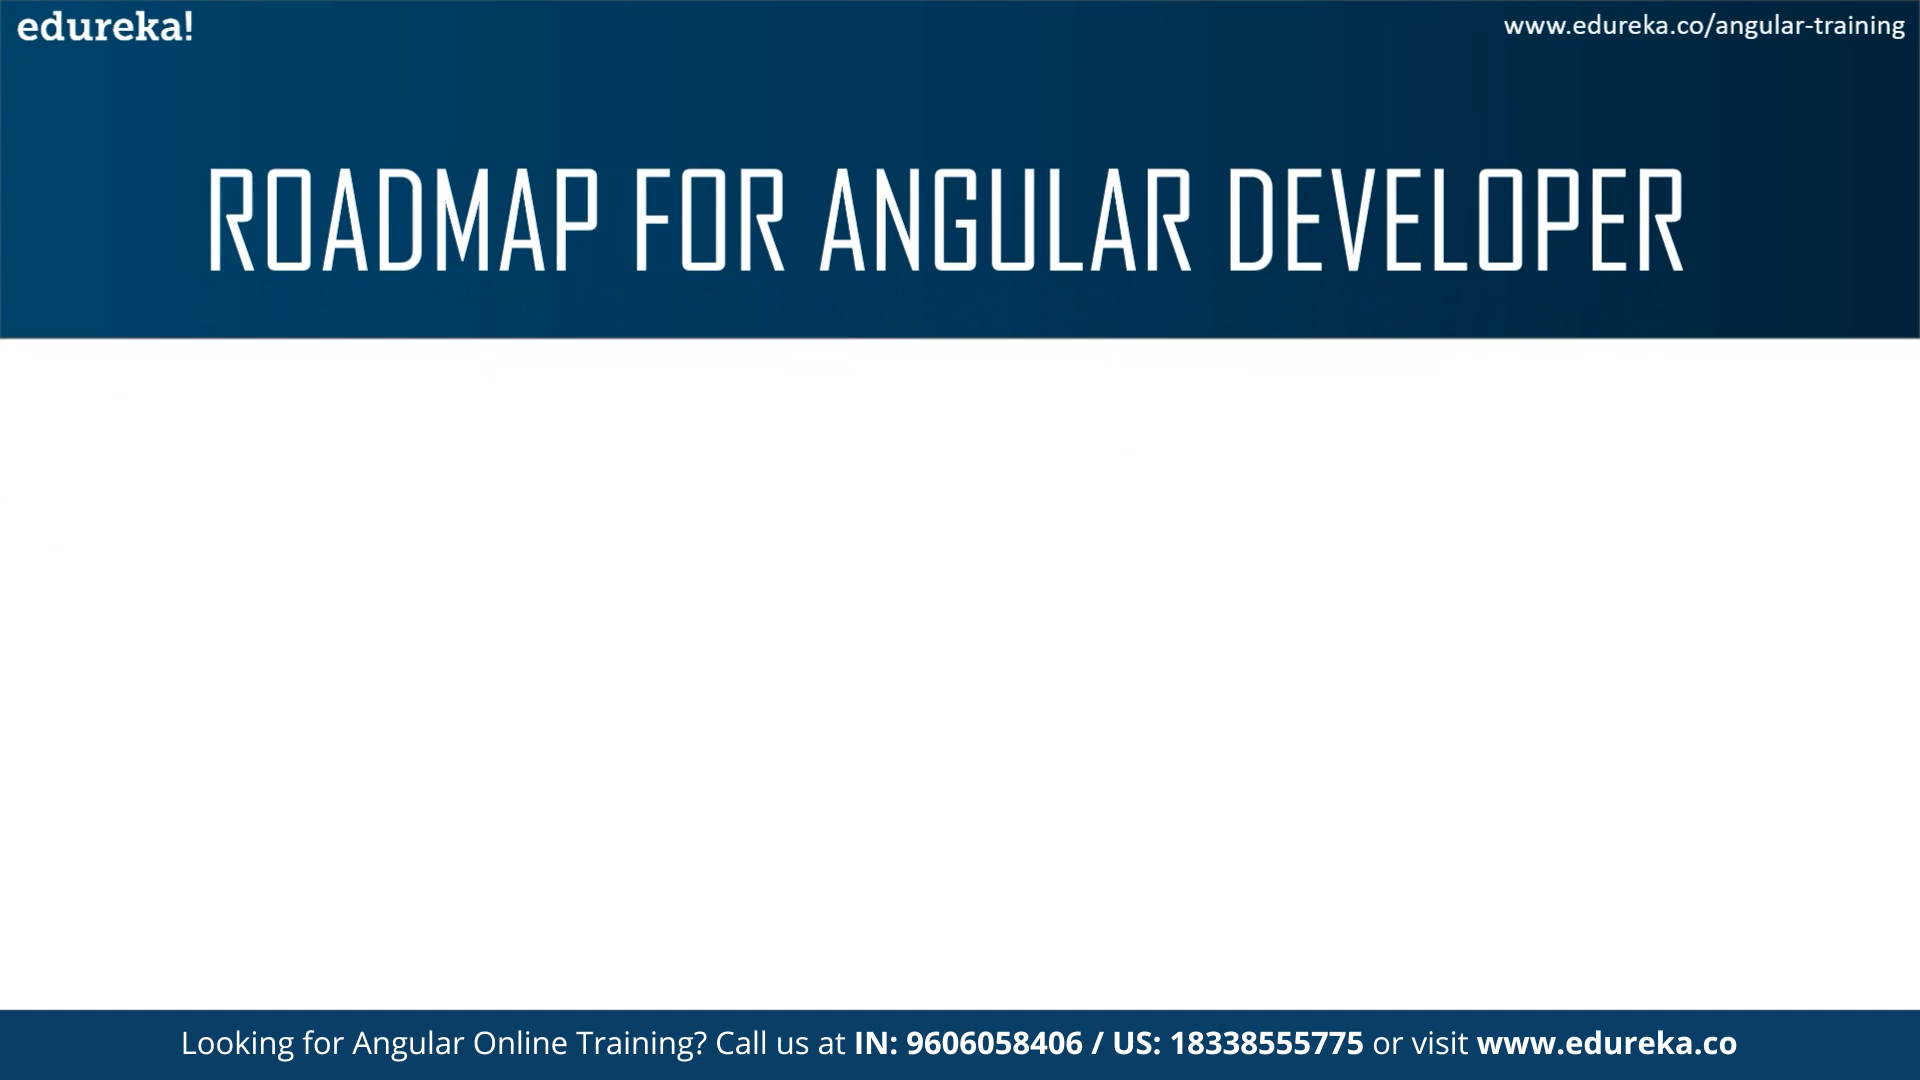 edureka!
www.edureka.co/angular-training
ROADMAP FOR ANGULAR DEVELOPER
Looking for Angular Online Training? Call us at IN: 9606058406 / US: 18338555775 or visit www.edureka.co